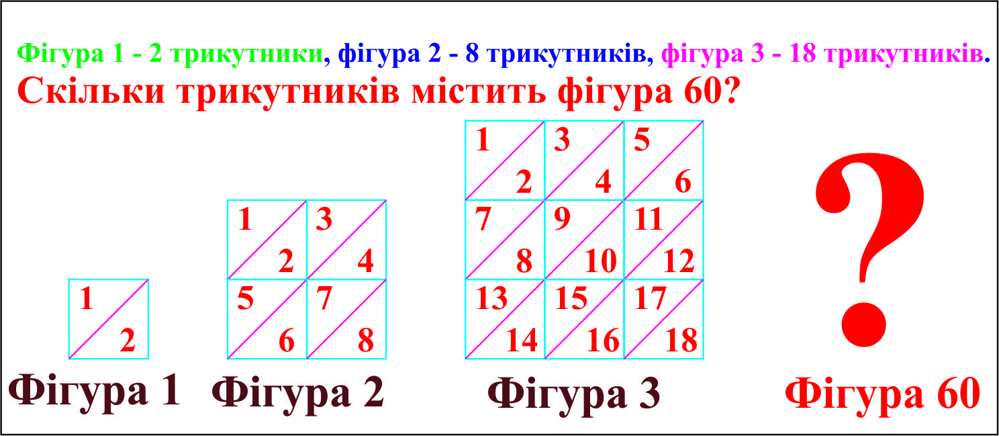 Фігура 1 - 2 трикутники, фігура 2 - 8 трикутників, фігура 3 - 18 трикутників.
Скільки трикутників містить фігура 60?
1
2
1 3
2 4
5 7
6 8
1 3 5
2 4 6
7 9 11
8 10 12
13 15 17
14 16 18
?
Фігура 1 Фігура 2 Фігура 3 Фігура 60